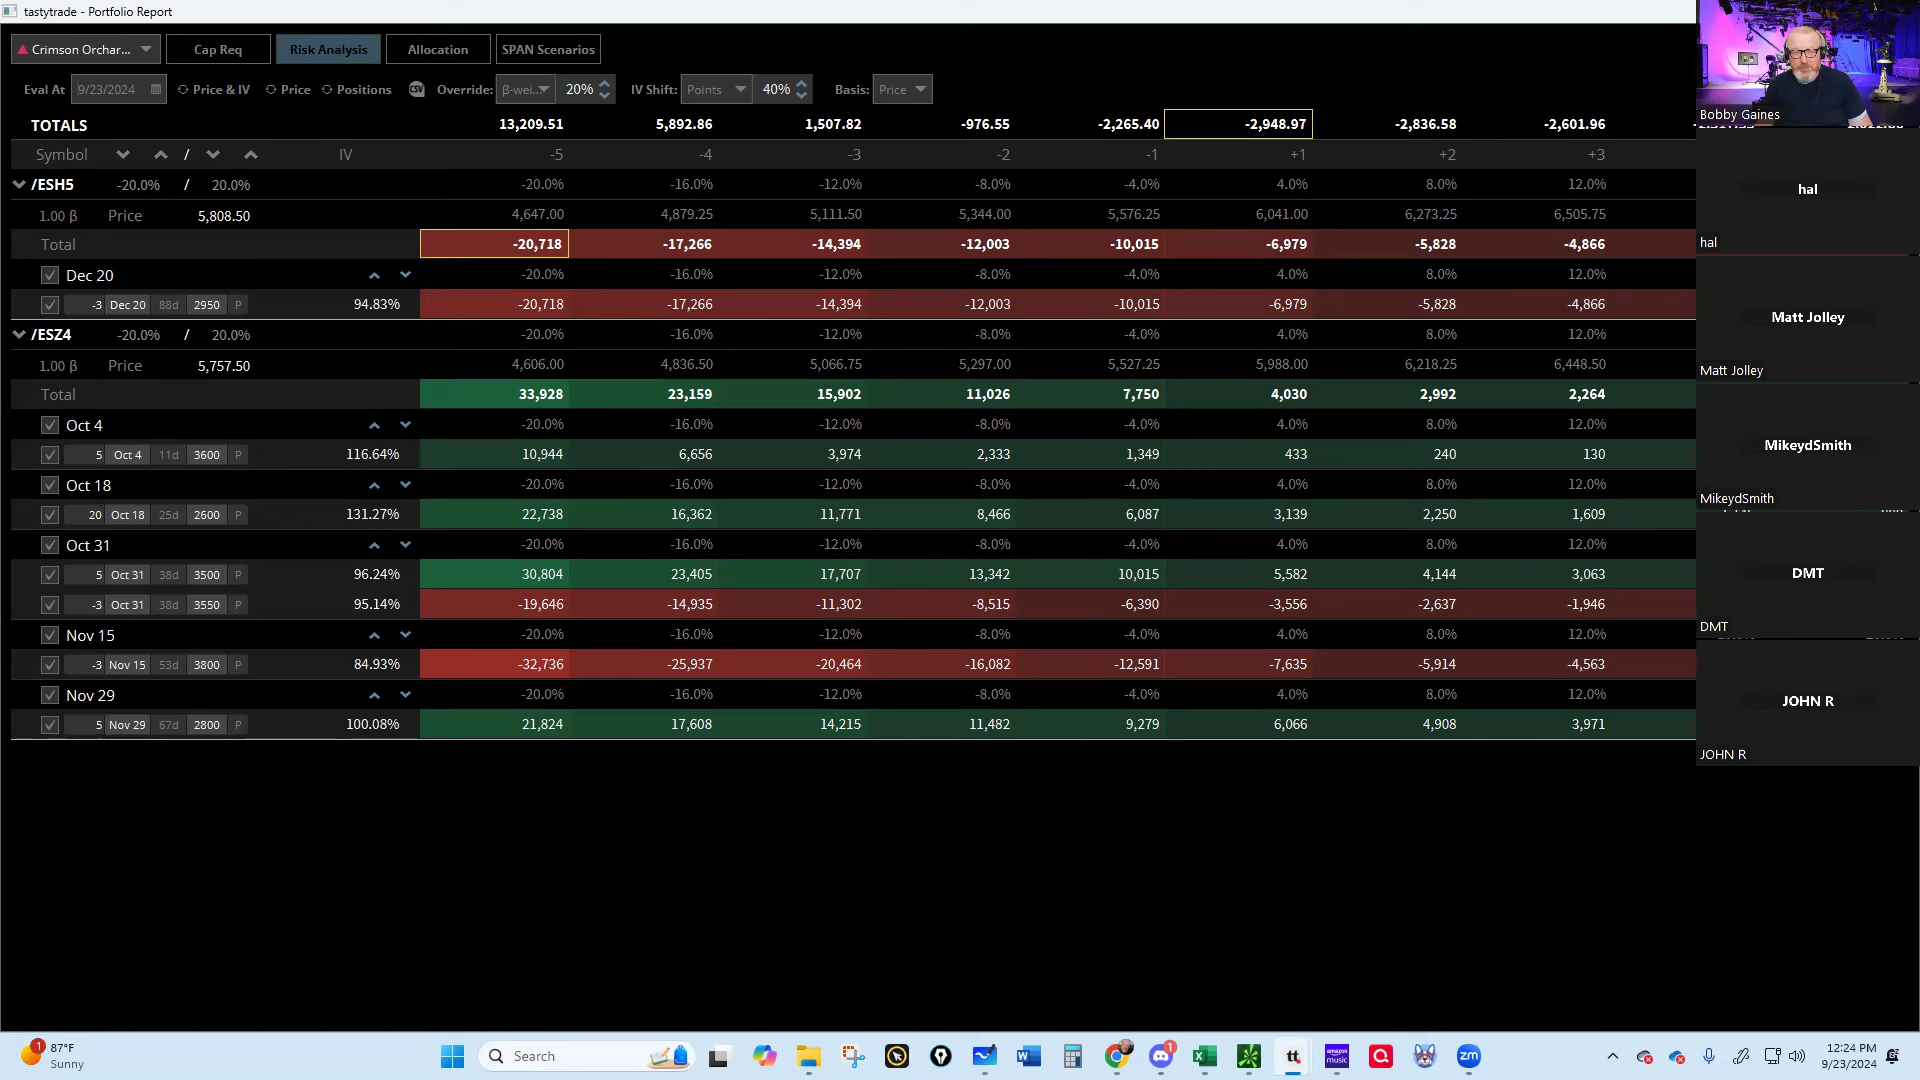 tastytrade - Portfolio Report
Crimson Orchar... Cap Req Risk Analysis Allocation SPAN Scenarios
Eval At 9/23/2024 Price & IV Price Positions CSV Override: β-wei... 20% IV Shift: Points 40% Basis: Price
TOTALS 13,209.51 5,892.86 1,507.82 -976.55 -2,265.40 -2,948.97 -2,836.58 -2,601.96
Symbol / IV -5 -4 -3 -2 -1 +1 +2 +3
/ESH5 -20.0% / 20.0% -20.0% -16.0% -12.0% -8.0% -4.0% 4.0% 8.0% 12.0%
1.00 β Price 5,808.50 4,647.00 4,879.25 5,111.50 5,344.00 5,576.25 6,041.00 6,273.25 6,505.75
Total -20,718 -17,266 -14,394 -12,003 -10,015 -6,979 -5,828 -4,866
Dec 20 -20.0% -16.0% -12.0% -8.0% -4.0% 4.0% 8.0% 12.0%
-3 Dec 20 88d 2950 P 94.83% -20,718 -17,266 -14,394 -12,003 -10,015 -6,979 -5,828 -4,866
/ESZ4 -20.0% / 20.0% -20.0% -16.0% -12.0% -8.0% -4.0% 4.0% 8.0% 12.0%
1.00 β Price 5,757.50 4,606.00 4,836.50 5,066.75 5,297.00 5,527.25 5,988.00 6,218.25 6,448.50
Total 33,928 23,159 15,902 11,026 7,750 4,030 2,992 2,264
Oct 4 -20.0% -16.0% -12.0% -8.0% -4.0% 4.0% 8.0% 12.0%
5 Oct 4 11d 3600 P 116.64% 10,944 6,656 3,974 2,333 1,349 433 240 130
Oct 18 -20.0% -16.0% -12.0% -8.0% -4.0% 4.0% 8.0% 12.0%
20 Oct 18 25d 2600 P 131.27% 22,738 16,362 11,771 8,466 6,087 3,139 2,250 1,609
Oct 31 -20.0% -16.0% -12.0% -8.0% -4.0% 4.0% 8.0% 12.0%
5 Oct 31 38d 3500 P 96.24% 30,804 23,405 17,707 13,342 10,015 5,582 4,144 3,063
-3 Oct 31 38d 3550 P 95.14% -19,646 -14,935 -11,302 -8,515 -6,390 -3,556 -2,637 -1,946
Nov 15 -20.0% -16.0% -12.0% -8.0% -4.0% 4.0% 8.0% 12.0%
-3 Nov 15 53d 3800 P 84.93% -32,736 -25,937 -20,464 -16,082 -12,591 -7,635 -5,914 -4,563
Nov 29 -20.0% -16.0% -12.0% -8.0% -4.0% 4.0% 8.0% 12.0%
5 Nov 29 67d 2800 P 100.08% 21,824 17,608 14,215 11,482 9,279 6,066 4,908 3,971
Bobby Gaines
hal
hal
Matt Jolley
Matt Jolley
MikeydSmith
MikeydSmith
DMT
DMT
JOHN R
JOHN R
1
87°F
Sunny
Search
1
tt
amazon music
zm
12:24 PM
9/23/2024